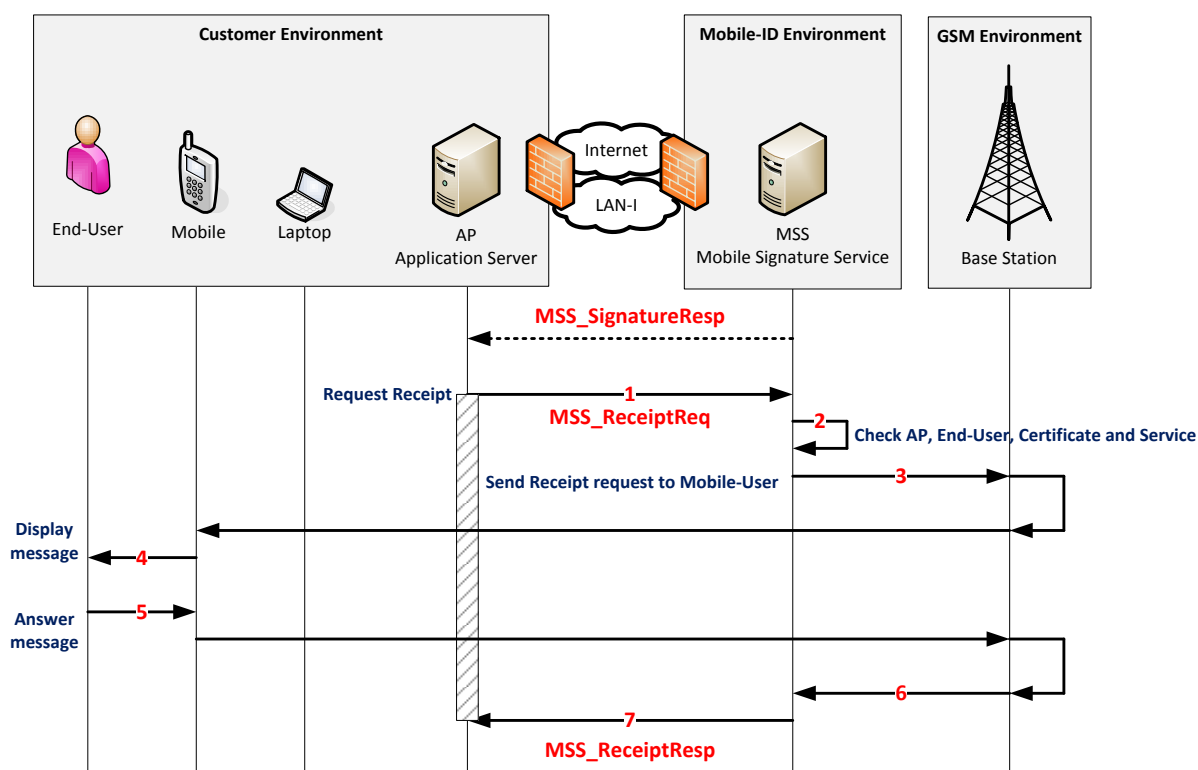 Customer Environment
Mobile-ID Environment
GSM Environment
Internet
LAN-I
End-User
Mobile
Laptop
AP
Application Server
MSS
Mobile Signature Service
Base Station
MSS_SignatureResp
Request Receipt
1
MSS_ReceiptReq
2
Check AP, End-User, Certificate and Service
Send Receipt request to Mobile-User
3
Display
message
4
5
Answer
message
6
7
MSS_ReceiptResp